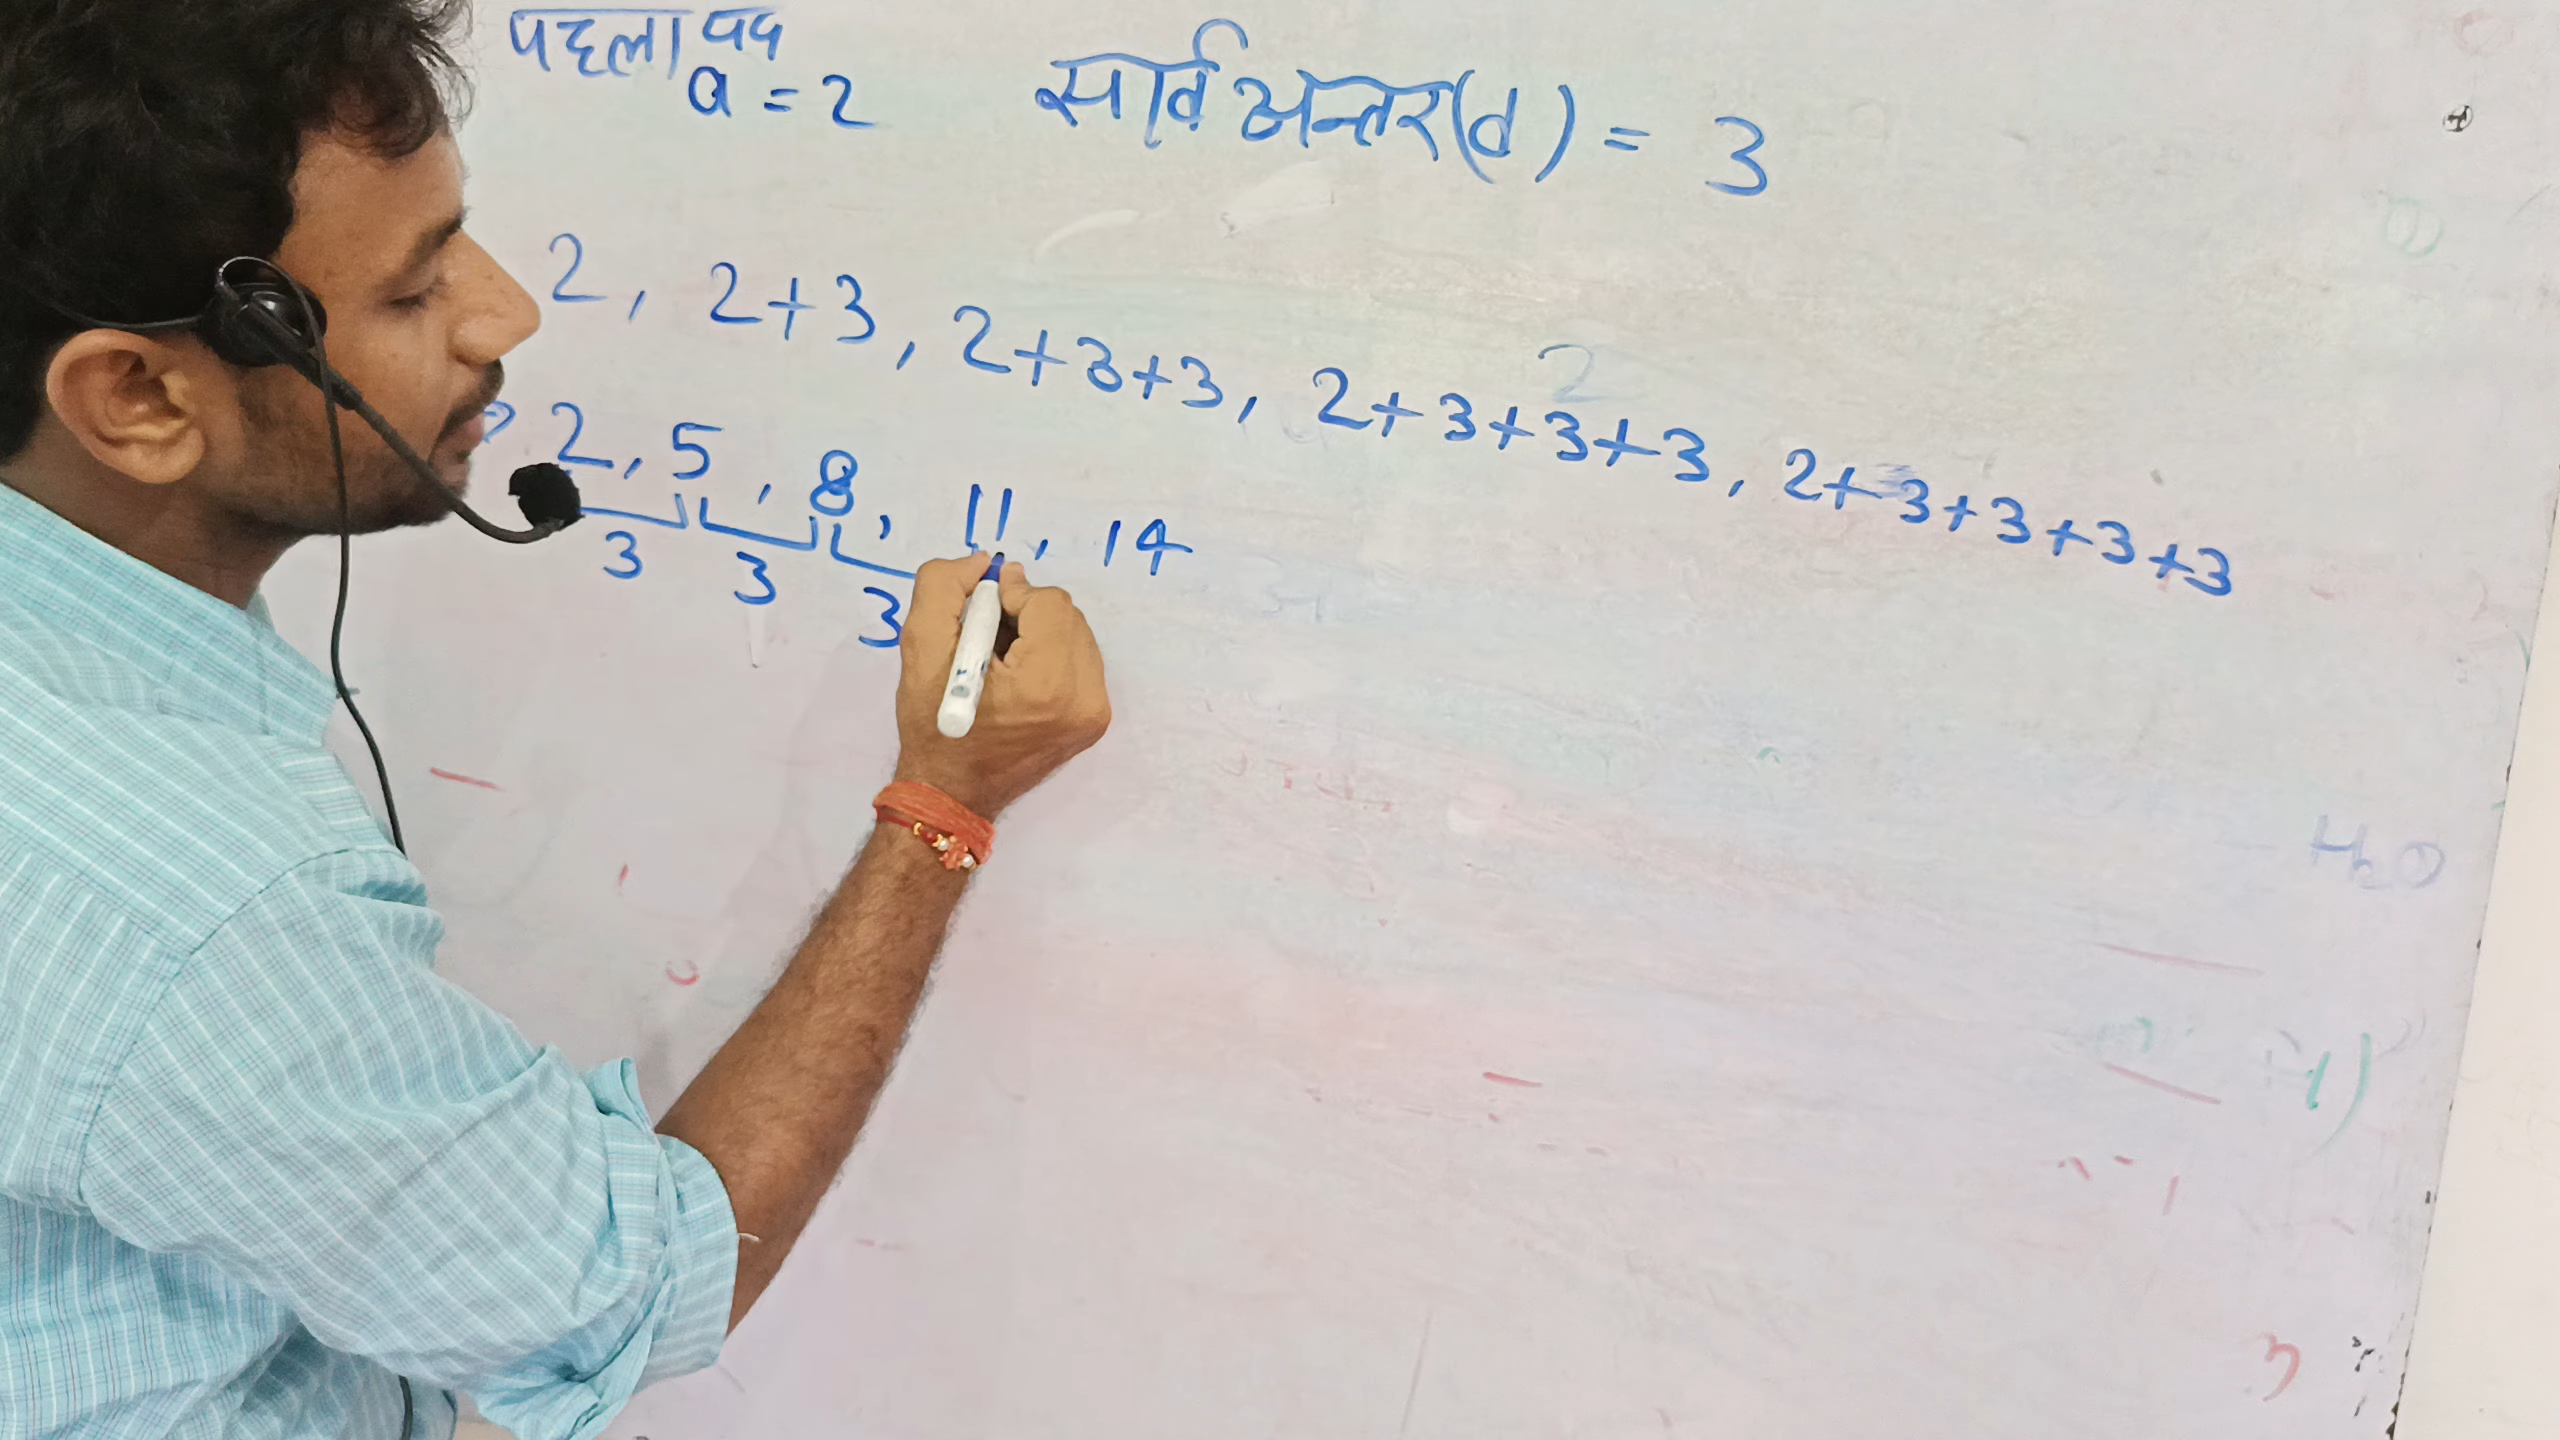 पहला पद
a = 2
सार्व अन्तर(d) = 3
2, 2+3, 2+3+3, 2+3+3+3, 2+3+3+3+3
2, 5, 8, 11, 14
3 3 3
H2O